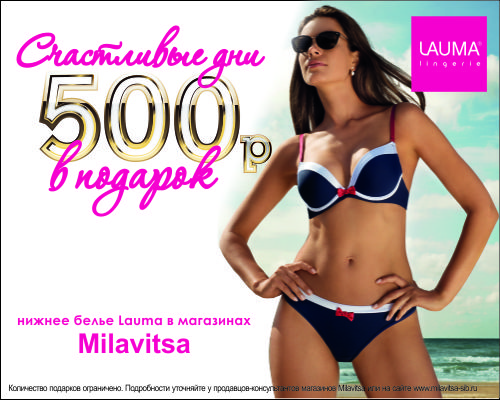 Счастливые дни
500р
в подарок
LAUMA®
lingerie
нижнее белье Lauma в магазинах
Milavitsa
Количество подарков ограничено. Подробности уточняйте у продавцов-консультантов магазинов Milavitsa или на сайте www.milavitsa-sib.ru